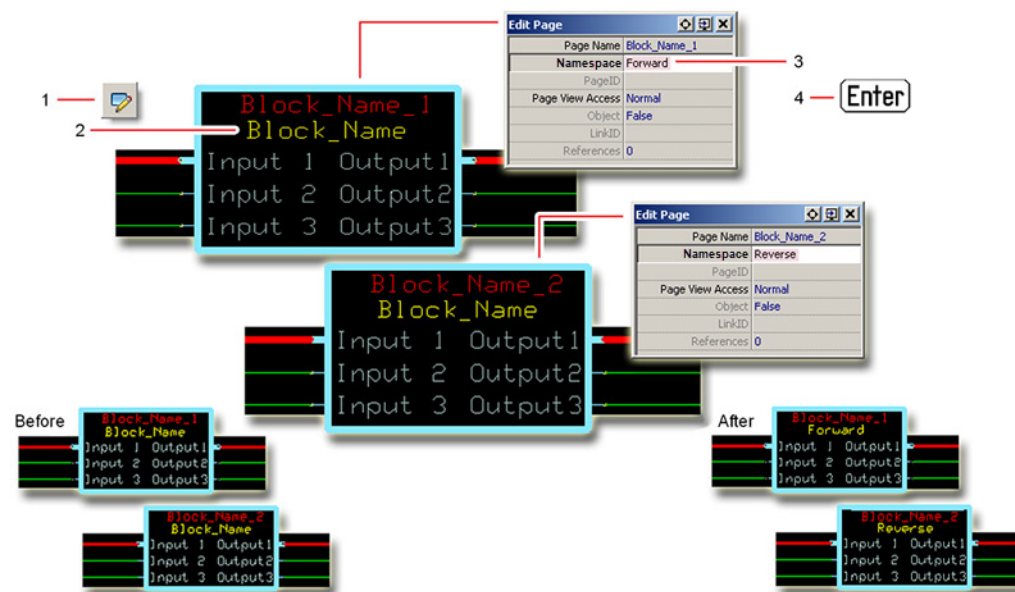 Edit Page
Page Name Block_Name_1
Namespace Forward
PageID
Page View Access Normal
Object False
LinkID
References 0
3
4
Enter
1
2
Block_Name_1
Block_Name
Input 1 Output1
Input 2 Output2
Input 3 Output3
Edit Page
Page Name Block_Name_2
Namespace Reverse
PageID
Page View Access Normal
Object False
LinkID
References 0
Block_Name_2
Block_Name
Input 1 Output1
Input 2 Output2
Input 3 Output3
Before
Block_Name_1
Block_Name
Input 1 Output1
Input 2 Output2
Input 3 Output3
Block_Name_2
Block_Name
Input 1 Output1
Input 2 Output2
Input 3 Output3
After
Block_Name_1
Forward
Input 1 Output1
Input 2 Output2
Input 3 Output3
Block_Name_2
Reverse
Input 1 Output1
Input 2 Output2
Input 3 Output3